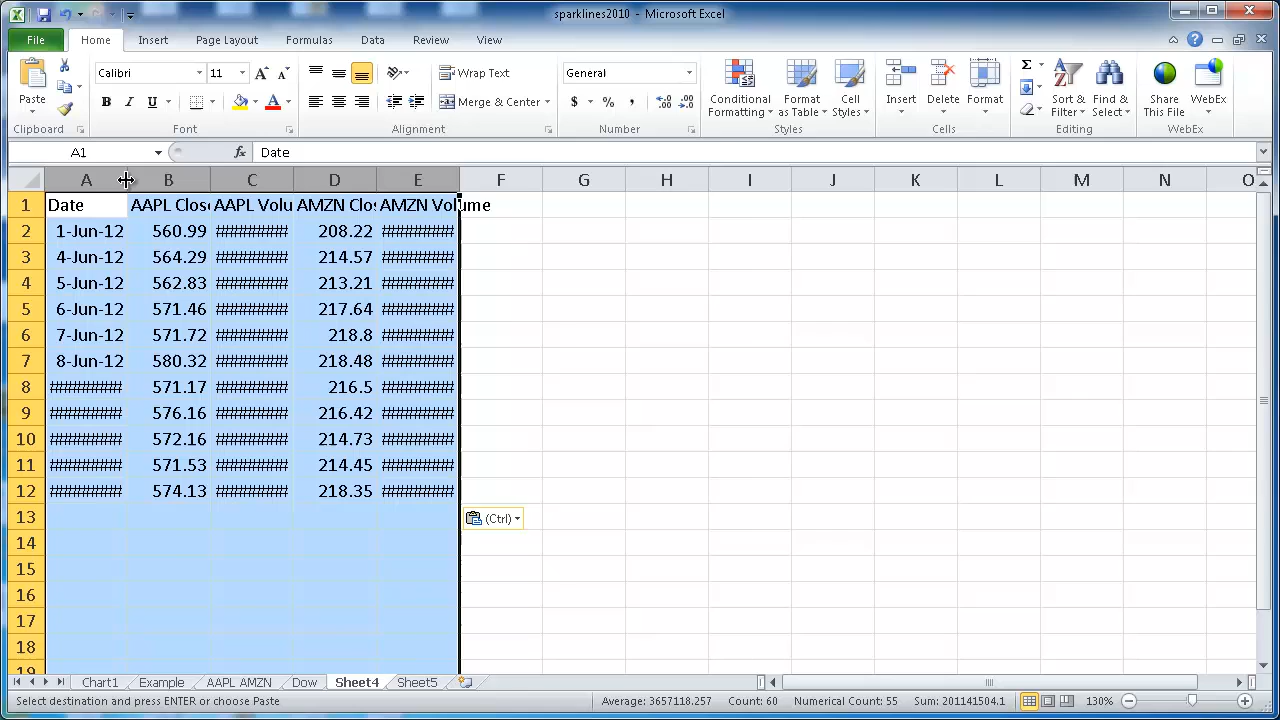 sparklines2010 - Microsoft Excel
File Home Insert Page Layout Formulas Data Review View
Paste
Calibri 11
Wrap Text
General
Conditional Formatting
Format as Table
Cell Styles
Insert Delete Format
Sort & Filter
Find & Select
Share This File
WebEx
B I U
Merge & Center
$ % ,
Clipboard Font Alignment Number Styles Cells Editing WebEx
A1 fx Date
A B C D E F G H I J K L M N O
1 Date AAPL Close AAPL Volu AMZN Clos AMZN Volume
2 1-Jun-12 560.99 ######## 208.22 ########
3 4-Jun-12 564.29 ######## 214.57 ########
4 5-Jun-12 562.83 ######## 213.21 ########
5 6-Jun-12 571.46 ######## 217.64 ########
6 7-Jun-12 571.72 ######## 218.8 ########
7 8-Jun-12 580.32 ######## 218.48 ########
8 ######## 571.17 ######## 216.5 ########
9 ######## 576.16 ######## 216.42 ########
10 ######## 572.16 ######## 214.73 ########
11 ######## 571.53 ######## 214.45 ########
12 ######## 574.13 ######## 218.35 ########
13 (Ctrl)
14
15
16
17
18
19
Chart1 Example AAPL AMZN Dow Sheet4 Sheet5
Select destination and press ENTER or choose Paste Average: 3657118.257 Count: 60 Numerical Count: 55 Sum: 201141504.1 130%